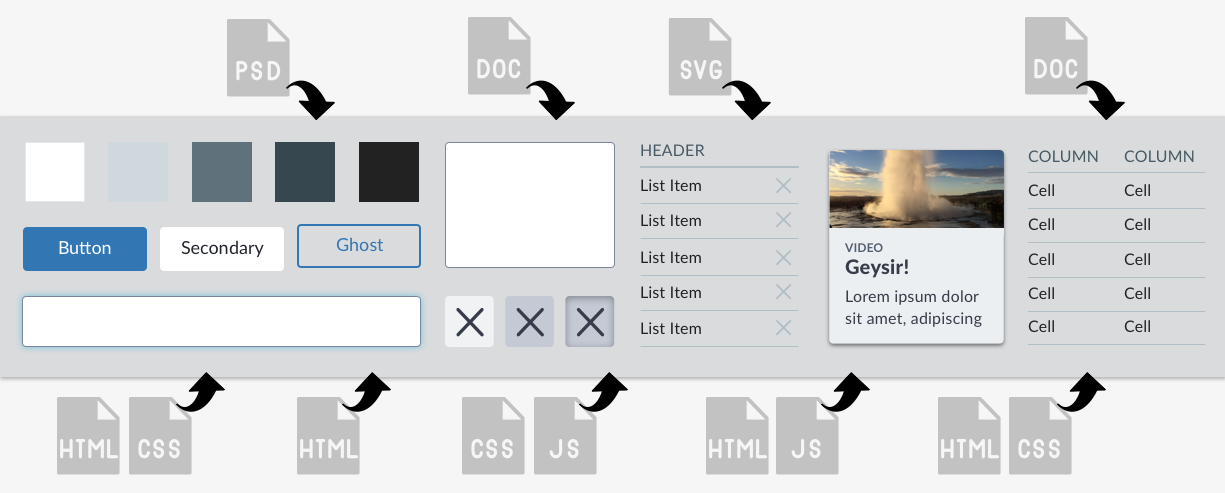 PSD
DOC
SVG
DOC
Button
Secondary
Ghost
HEADER
List Item
List Item
List Item
List Item
List Item
VIDEO
Geysir!
Lorem ipsum dolor
sit amet, adipiscing
COLUMN COLUMN
Cell Cell
Cell Cell
Cell Cell
Cell Cell
Cell Cell
HTML
CSS
HTML
CSS
JS
HTML
JS
HTML
CSS